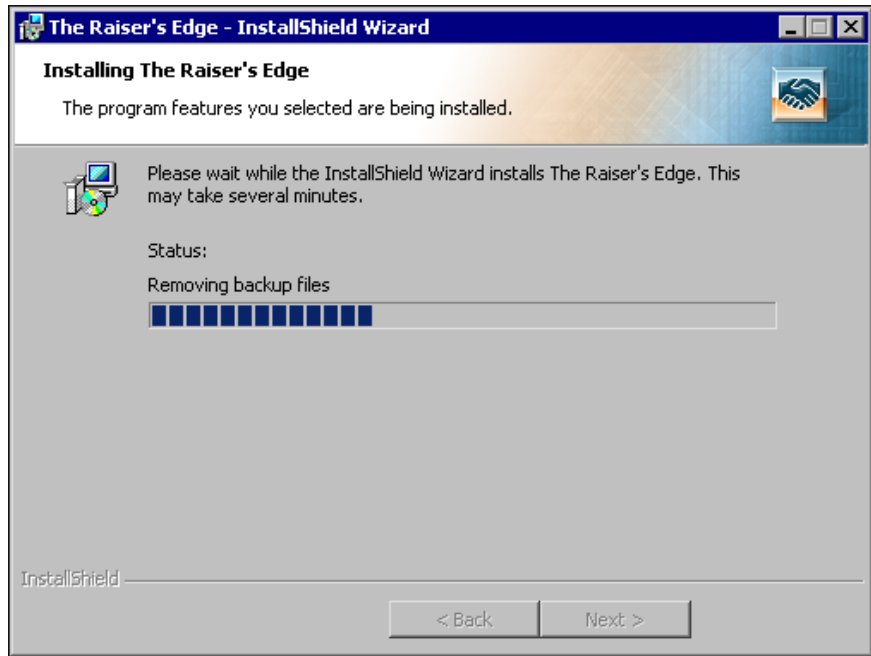 The Raiser's Edge - InstallShield Wizard
Installing The Raiser's Edge
The program features you selected are being installed.
Please wait while the InstallShield Wizard installs The Raiser's Edge. This
may take several minutes.
Status:
Removing backup files
InstallShield
< Back
Next >